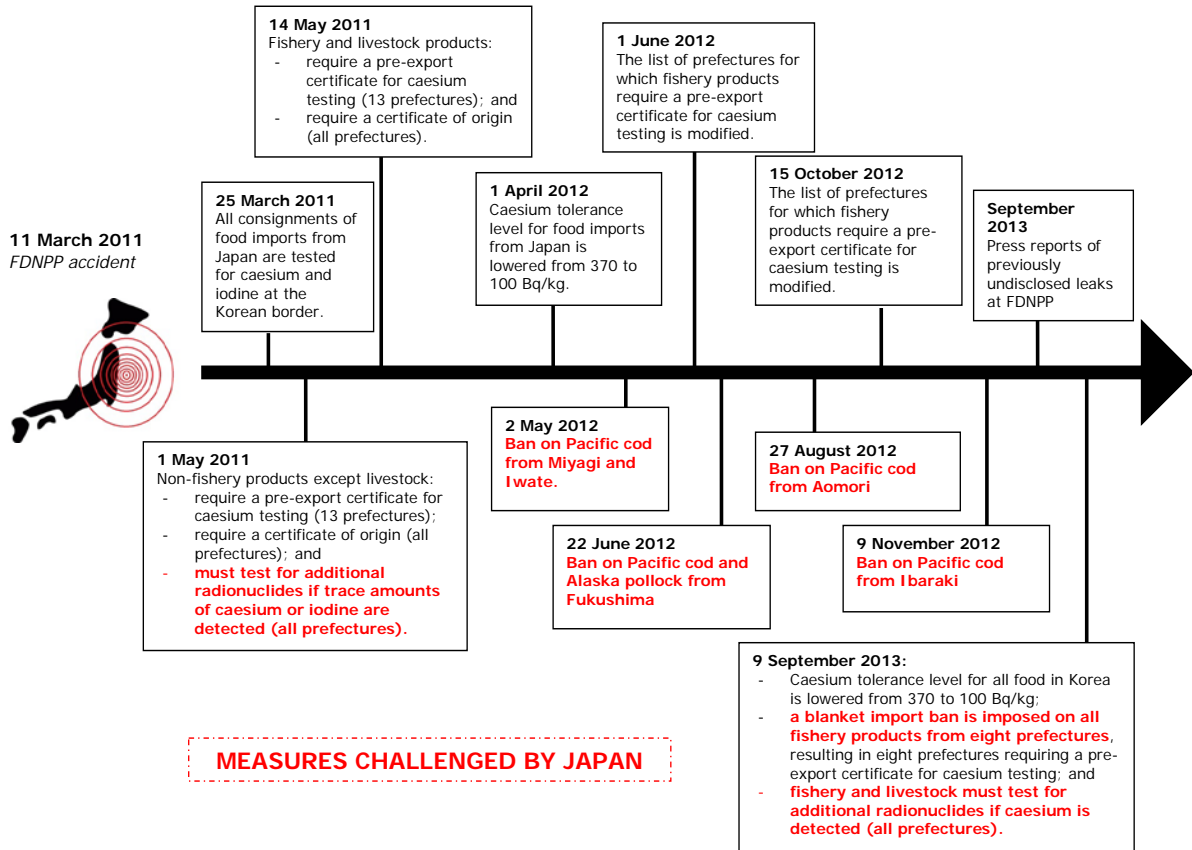 11 March 2011
FDNPP accident
25 March 2011
All consignments of
food imports from
Japan are tested
for caesium and
iodine at the
Korean border.
14 May 2011
Fishery and livestock products:
- require a pre-export
certificate for caesium
testing (13 prefectures); and
- require a certificate of origin
(all prefectures).
1 April 2012
Caesium tolerance
level for food imports
from Japan is
lowered from 370 to
100 Bq/kg.
1 June 2012
The list of prefectures for
which fishery products
require a pre-export
certificate for caesium
testing is modified.
15 October 2012
The list of prefectures
for which fishery
products require a pre-
export certificate for
caesium testing is
modified.
September
2013
Press reports of
previously
undisclosed leaks
at FDNPP
1 May 2011
Non-fishery products except livestock:
- require a pre-export certificate for
caesium testing (13 prefectures);
- require a certificate of origin (all
prefectures); and
- must test for additional
radionuclides if trace amounts
of caesium or iodine are
detected (all prefectures).
2 May 2012
Ban on Pacific cod
from Miyagi and
Iwate.
22 June 2012
Ban on Pacific cod and
Alaska pollock from
Fukushima
27 August 2012
Ban on Pacific cod
from Aomori
9 November 2012
Ban on Pacific cod
from Ibaraki
9 September 2013:
- Caesium tolerance level for all food in Korea
is lowered from 370 to 100 Bq/kg;
- a blanket import ban is imposed on all
fishery products from eight prefectures,
resulting in eight prefectures requiring a pre-
export certificate for caesium testing; and
- fishery and livestock must test for
additional radionuclides if caesium is
detected (all prefectures).
MEASURES CHALLENGED BY JAPAN